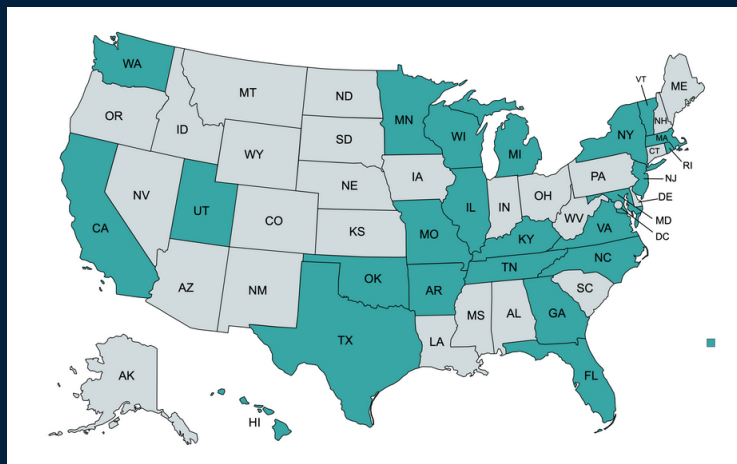 WA
MT
ND
MN
VT
ME
OR
ID
SD
WI
MI
NY
NH
MA
WY
CT
RI
IA
NE
PA
NJ
NV
UT
IL
IN
OH
DE
CO
KS
MO
WV
MD
CA
KY
VA
DC
OK
TN
NC
AZ
NM
AR
SC
MS
AL
GA
TX
LA
AK
FL
HI